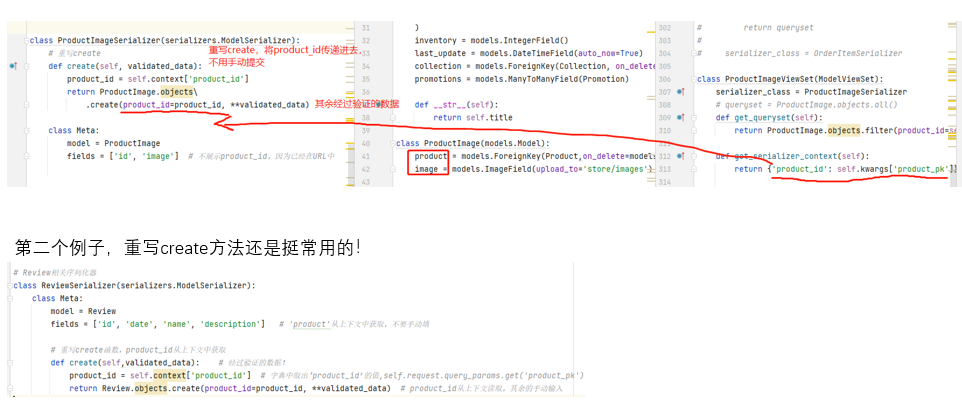 class ProductImageSerializer(serializers.ModelSerializer):
# 重写create
def create(self, validated_data):
product_id = self.context['product_id']
return ProductImage.objects\
.create(product_id=product_id, **validated_data)
class Meta:
model = ProductImage
fields = ['id', 'image'] # 不展示product_id，因为已经在URL中
重写create，将product_id传递进去，
不用手动提交
其余经过验证的数据
31 )
32 inventory = models.IntegerField()
33 last_update = models.DateTimeField(auto_now=True)
34 collection = models.ForeignKey(Collection, on_delete
35 promotions = models.ManyToManyField(Promotion)
36
def __str__(self):
38 return self.title
39
40 class ProductImage(models.Model):
41 product = models.ForeignKey(Product,on_delete=models
42 image = models.ImageField(upload_to='store/images')
43
302 # return queryset
303 #
304 # serializer_class = OrderItemSerializer
305
306 class ProductImageViewSet(ModelViewSet):
307 serializer_class = ProductImageSerializer
308 # queryset = ProductImage.objects.all()
309 def get_queryset(self):
310 return ProductImage.objects.filter(product_id=se
311
312 def get_serializer_context(self):
313 return {'product_id': self.kwargs['product_pk']}
314
第二个例子，重写create方法还是挺常用的！
# Review相关序列化器
class ReviewSerializer(serializers.ModelSerializer):
class Meta:
model = Review
fields = ['id', 'date', 'name', 'description'] # 'product'从上下文中获取，不要手动填
# 重写create函数，product_id从上下文中获取
def create(self,validated_data): # 经过验证的数据！
product_id = self.context['product_id'] # 字典中取出'product_id'的值,self.request.query_params.get('product_pk')
return Review.objects.create(product_id=product_id, **validated_data) # product_id从上下文读取，其余的手动输入